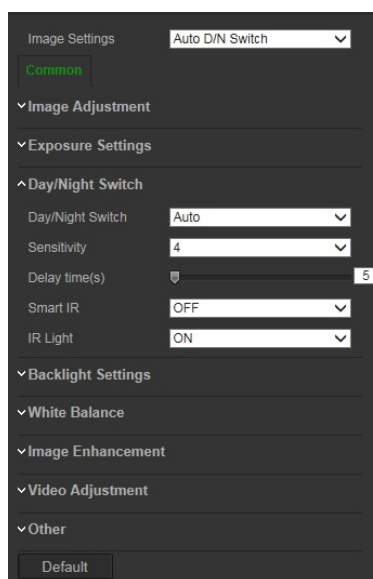 Image Settings Auto D/N Switch
Common
Image Adjustment
Exposure Settings
Day/Night Switch
Day/Night Switch Auto
Sensitivity 4
Delay time(s) 5
Smart IR OFF
IR Light ON
Backlight Settings
White Balance
Image Enhancement
Video Adjustment
Other
Default